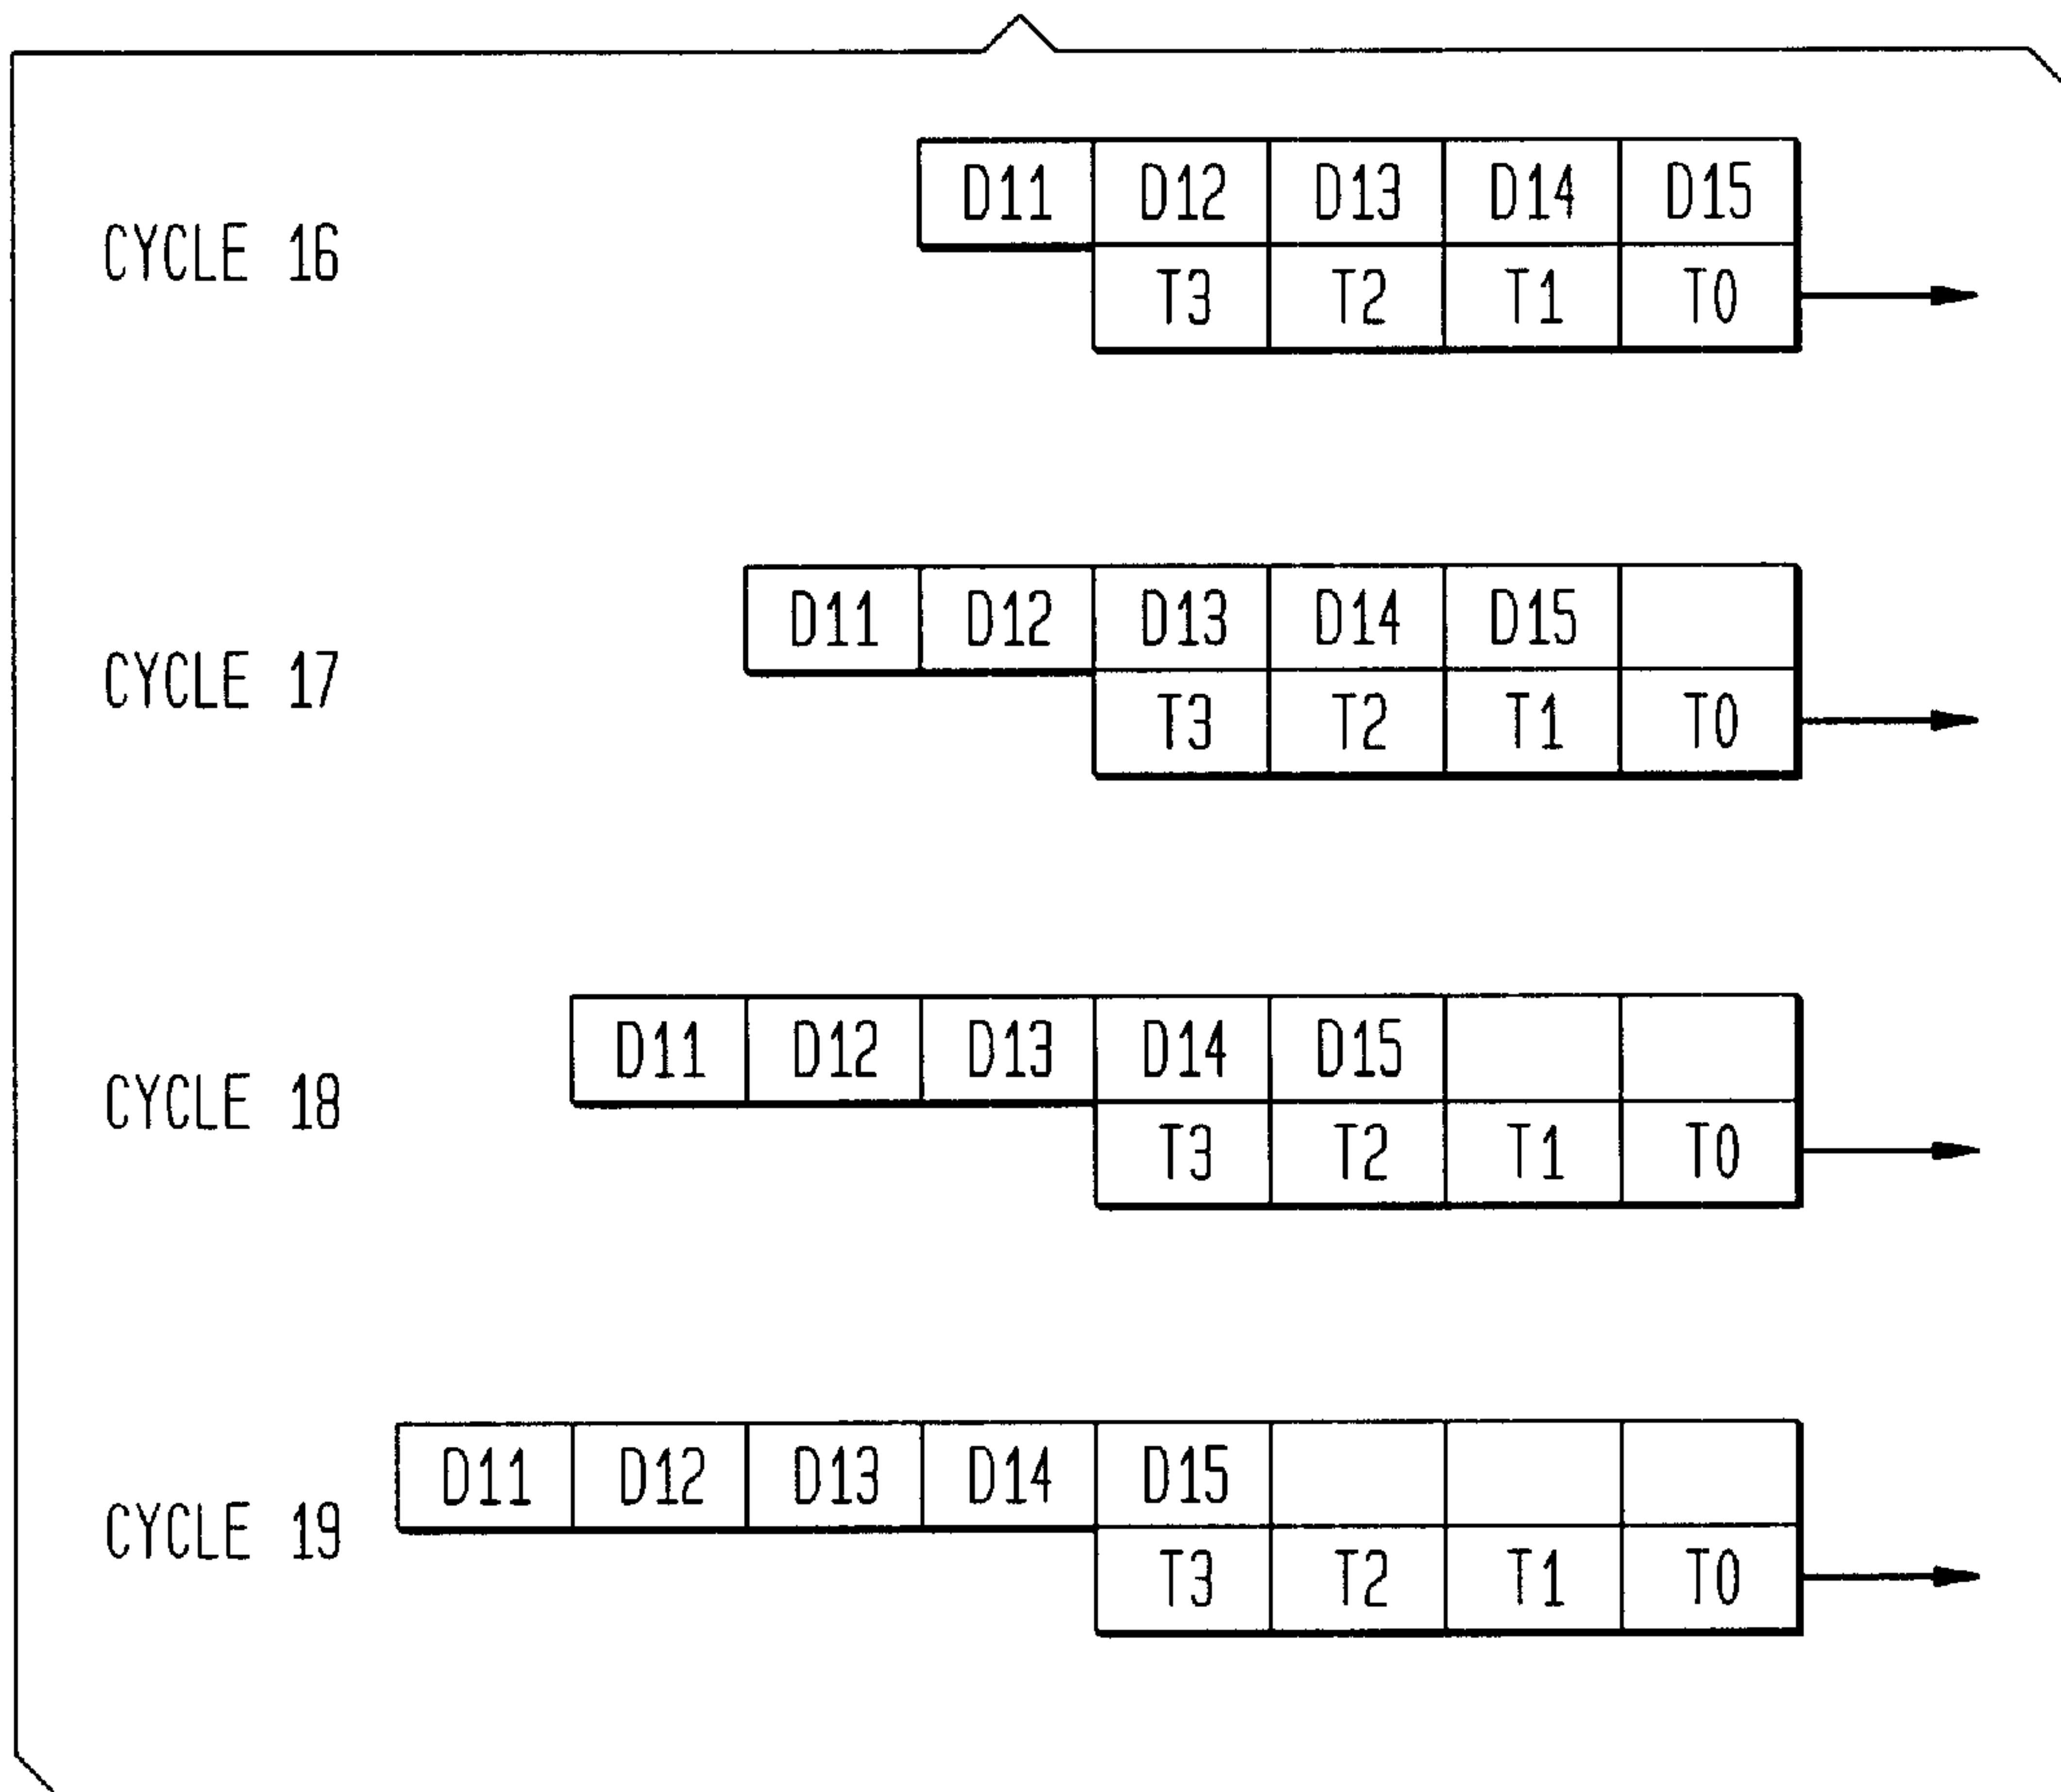 D11 D12 D13 D14 D15
CYCLE 16
T3 T2 T1 T0
D11 D12 D13 D14 D15
CYCLE 17
T3 T2 T1 T0
D11 D12 D13 D14 D15
CYCLE 18
T3 T2 T1 T0
D11 D12 D13 D14 D15
CYCLE 19
T3 T2 T1 T0